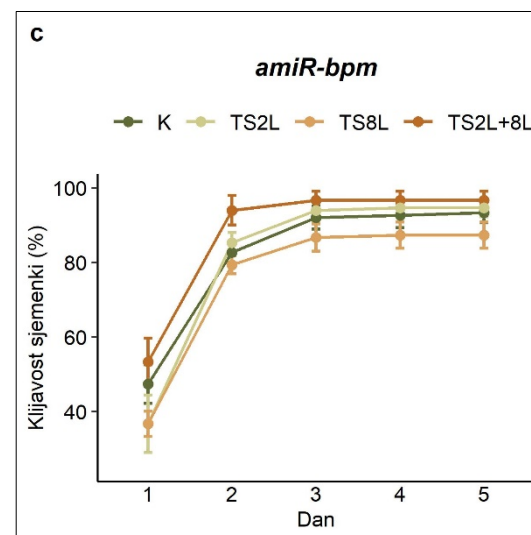 c
amiR-bpm
K TS2L TS8L TS2L+8L
Klijavost sjemenki (%)
100
80
60
40
1 2 3 4 5
Dan